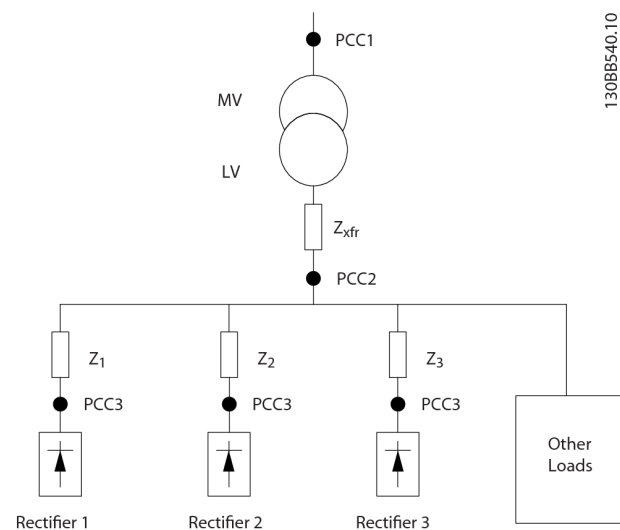 PCC1
130BB540.10
MV
LV
Zxfr
PCC2
Z1
Z2
Z3
PCC3
PCC3
PCC3
Other
Loads
Rectifier 1
Rectifier 2
Rectifier 3